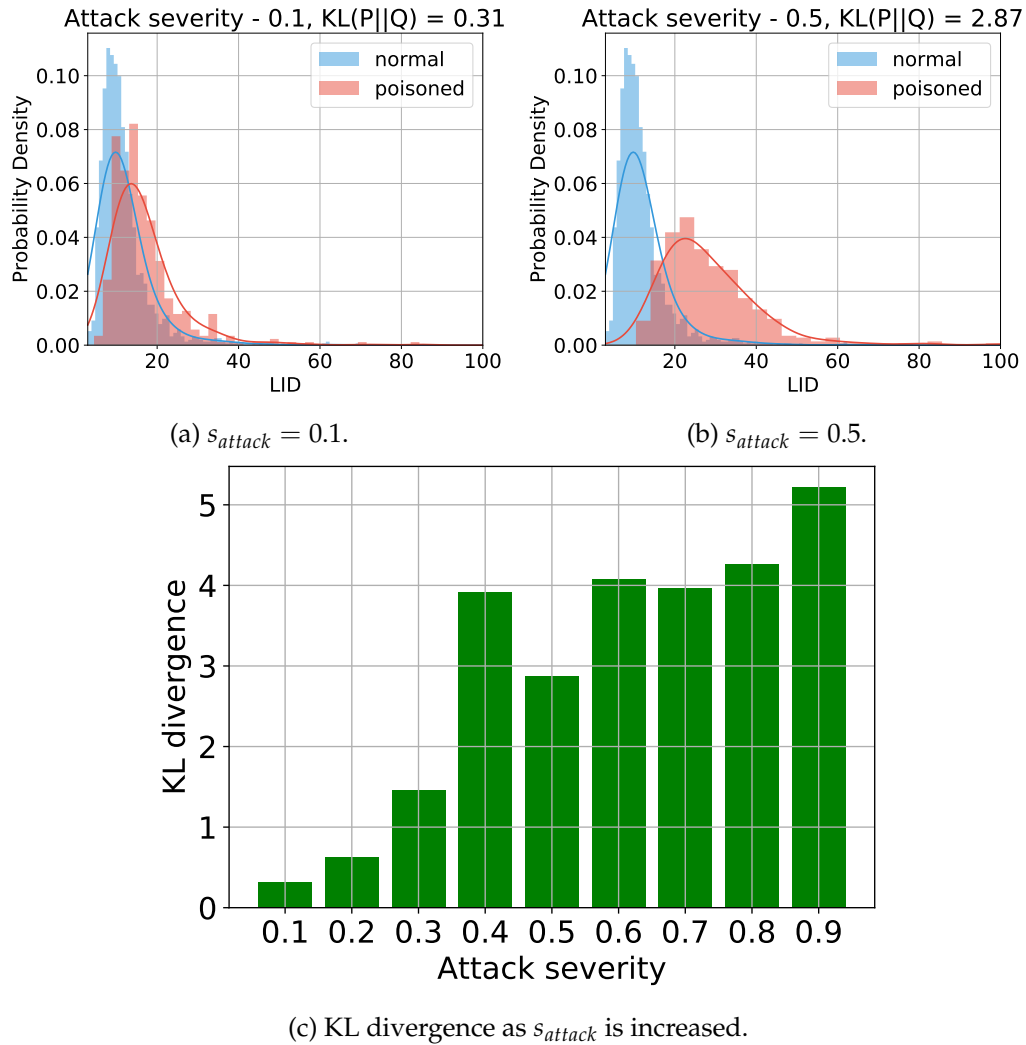 Attack severity - 0.1, KL(P||Q) = 0.31
normal
poisoned
Probability Density
0.10
0.08
0.06
0.04
0.02
0.00
20 40 60 80 100
LID
(a) s_attack = 0.1.
Attack severity - 0.5, KL(P||Q) = 2.87
normal
poisoned
Probability Density
0.10
0.08
0.06
0.04
0.02
0.00
20 40 60 80 100
LID
(b) s_attack = 0.5.
KL divergence
5
4
3
2
1
0
0.1 0.2 0.3 0.4 0.5 0.6 0.7 0.8 0.9
Attack severity
(c) KL divergence as s_attack is increased.